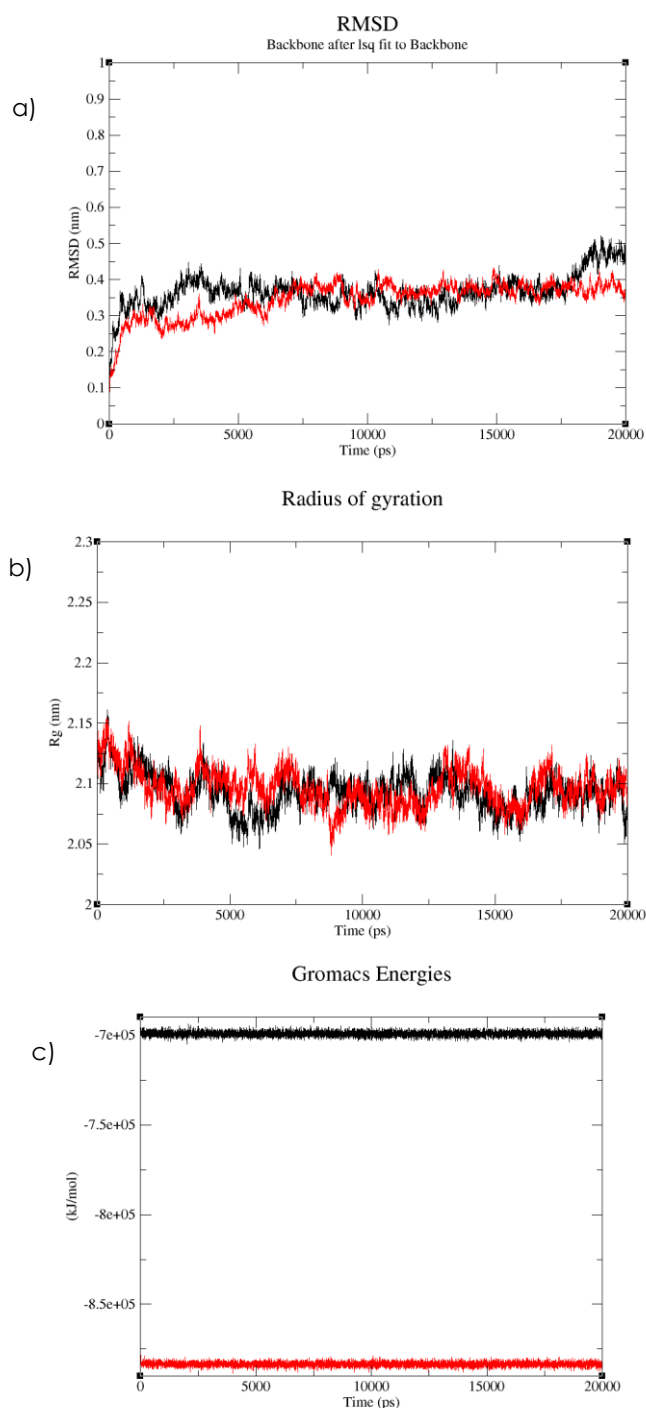 RMSD
Backbone after lsq fit to Backbone
a)
1
0.9
0.8
0.7
0.6
0.5
0.4
0.3
0.2
0.1
0
RMSD (nm)
0 5000 10000 15000 20000
Time (ps)
Radius of gyration
b)
2.3
2.25
2.2
2.15
2.1
2.05
2
Rg (nm)
0 5000 10000 15000 20000
Time (ps)
Gromacs Energies
c)
-7e+05
-7.5e+05
-8e+05
-8.5e+05
(kJ/mol)
0 5000 10000 15000 20000
Time (ps)